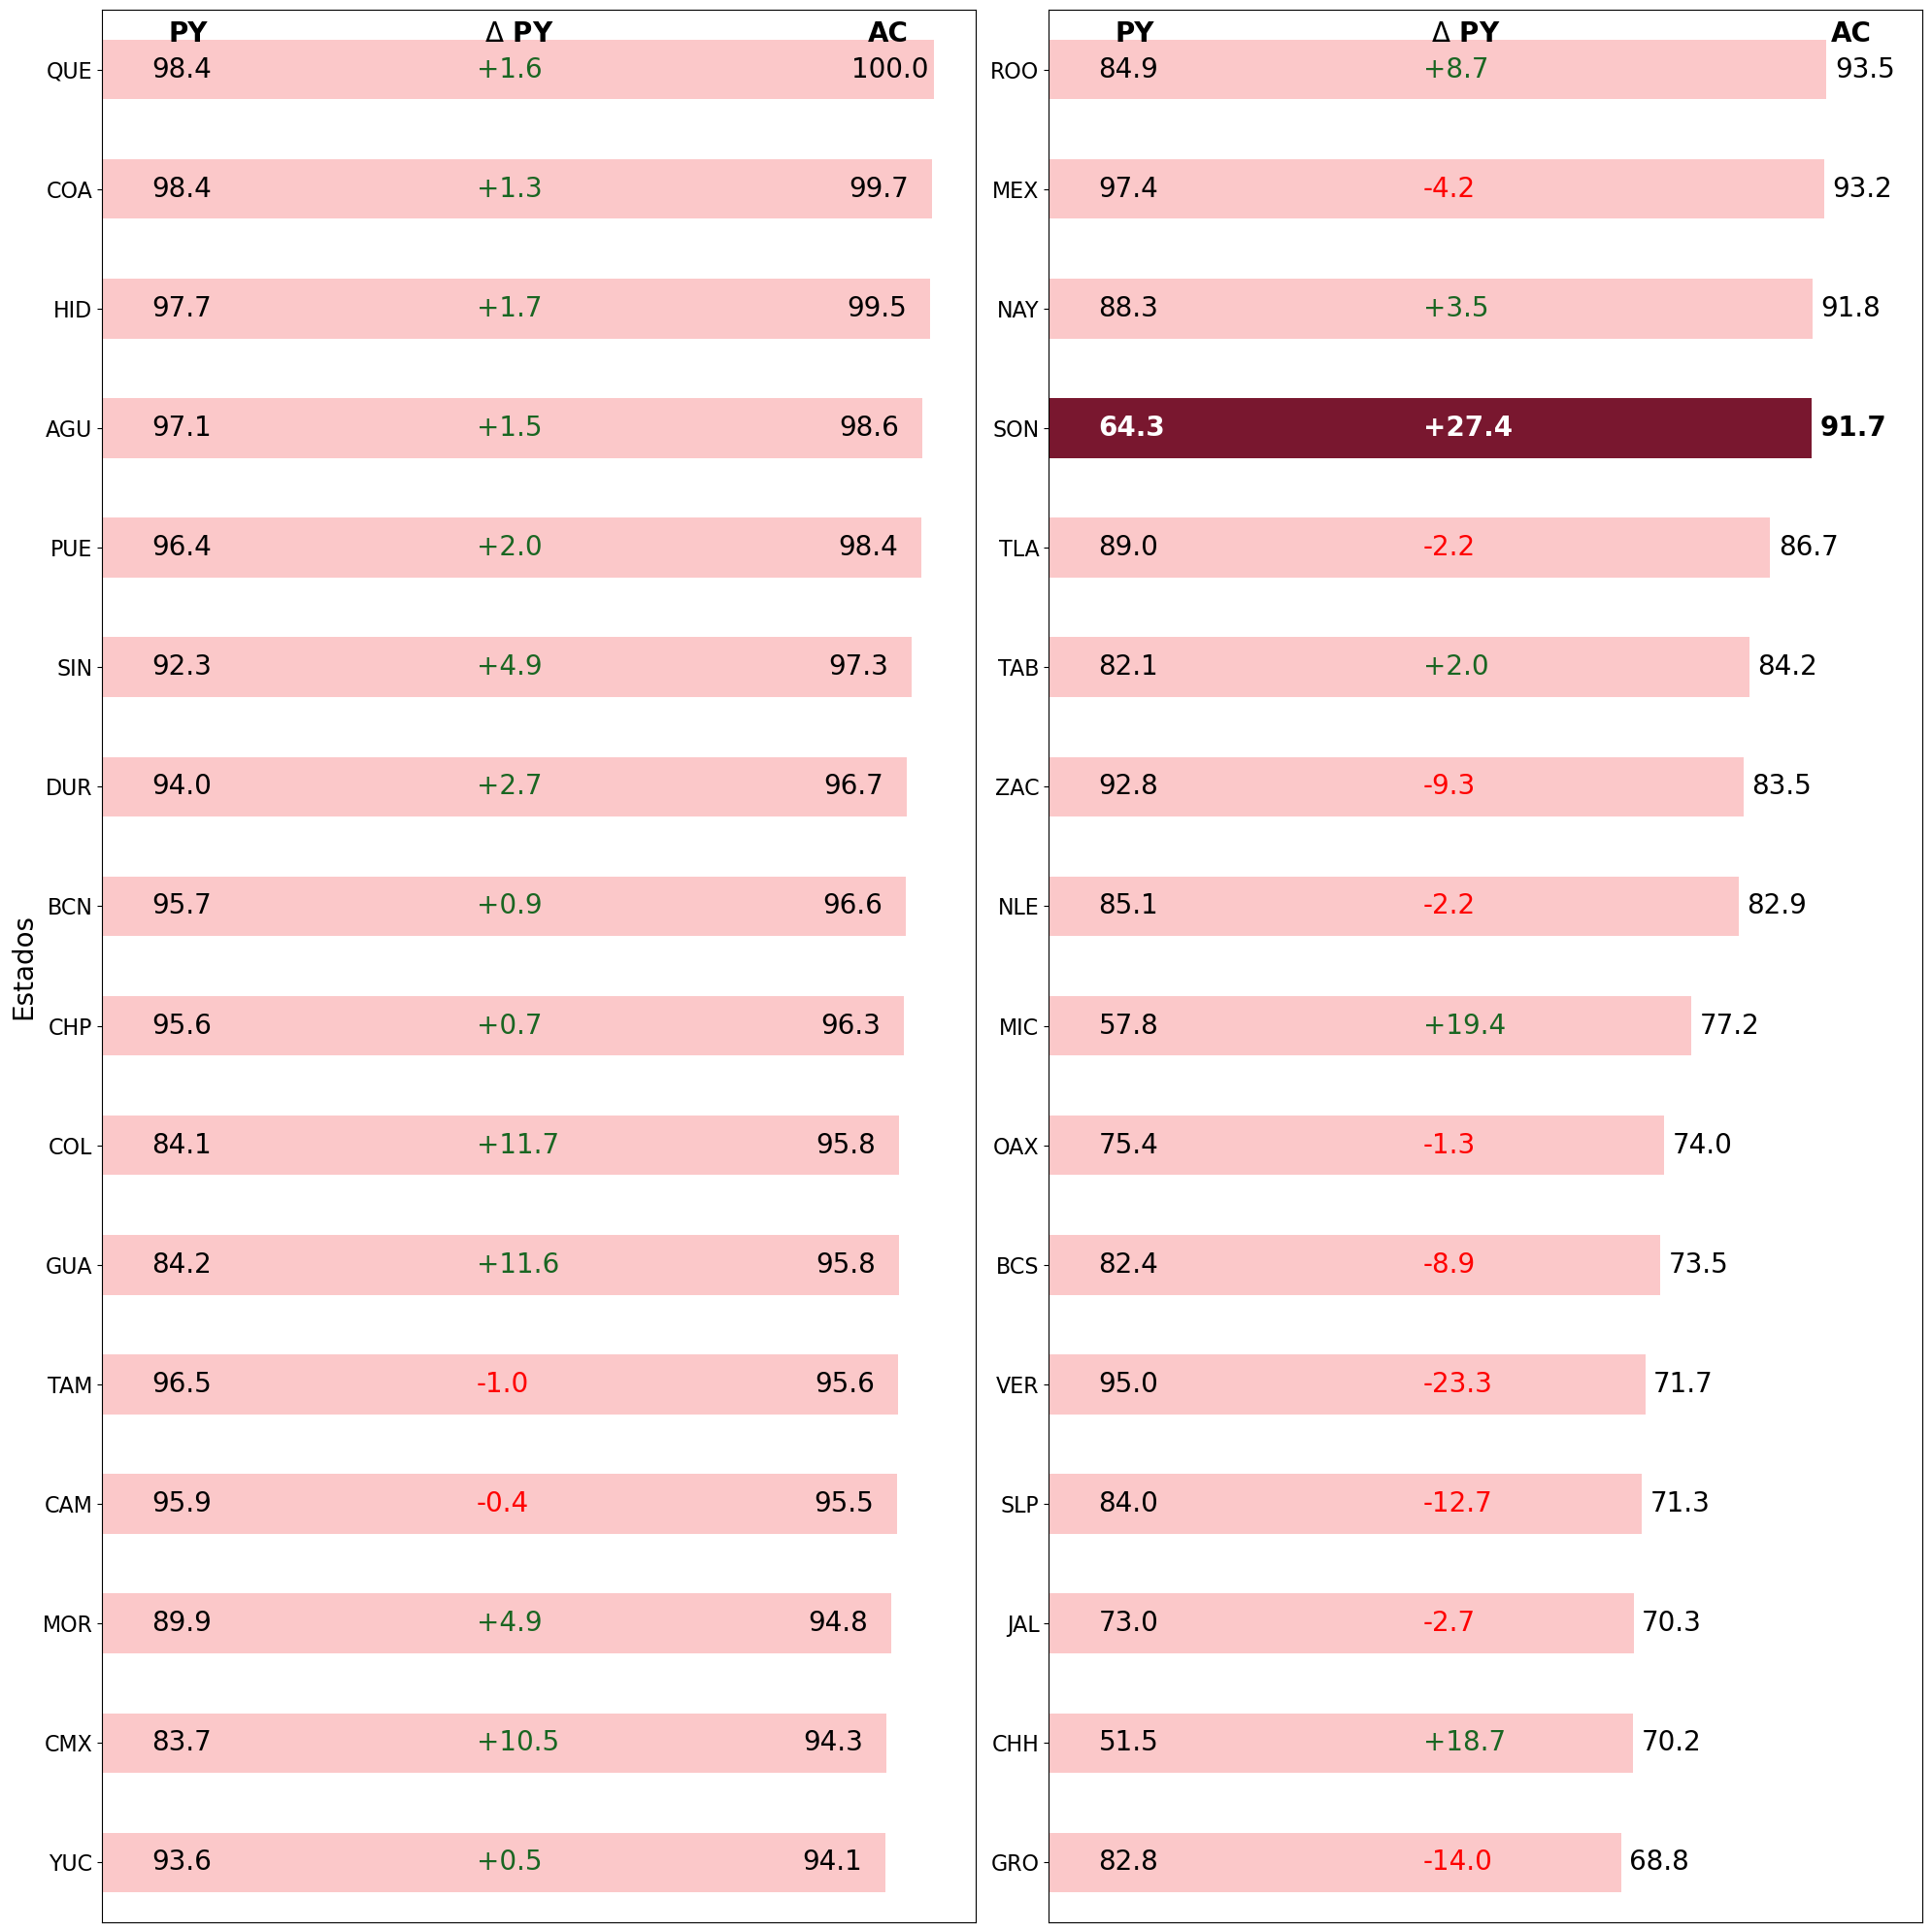 PY Δ PY AC
QUE 98.4 +1.6 100.0
COA 98.4 +1.3 99.7
HID 97.7 +1.7 99.5
AGU 97.1 +1.5 98.6
PUE 96.4 +2.0 98.4
SIN 92.3 +4.9 97.3
DUR 94.0 +2.7 96.7
BCN 95.7 +0.9 96.6
CHP 95.6 +0.7 96.3
COL 84.1 +11.7 95.8
GUA 84.2 +11.6 95.8
TAM 96.5 -1.0 95.6
CAM 95.9 -0.4 95.5
MOR 89.9 +4.9 94.8
CMX 83.7 +10.5 94.3
YUC 93.6 +0.5 94.1
Estados
PY Δ PY AC
ROO 84.9 +8.7 93.5
MEX 97.4 -4.2 93.2
NAY 88.3 +3.5 91.8
SON 64.3 +27.4 91.7
TLA 89.0 -2.2 86.7
TAB 82.1 +2.0 84.2
ZAC 92.8 -9.3 83.5
NLE 85.1 -2.2 82.9
MIC 57.8 +19.4 77.2
OAX 75.4 -1.3 74.0
BCS 82.4 -8.9 73.5
VER 95.0 -23.3 71.7
SLP 84.0 -12.7 71.3
JAL 73.0 -2.7 70.3
CHH 51.5 +18.7 70.2
GRO 82.8 -14.0 68.8